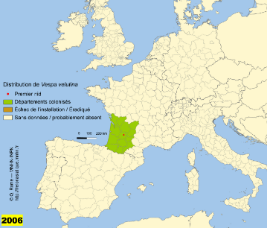 Distribution de Vespa velutina
Premier nid
Départements colonisés
Échec de l'installation / Éradiqué
Sans données / probablement absent
2006